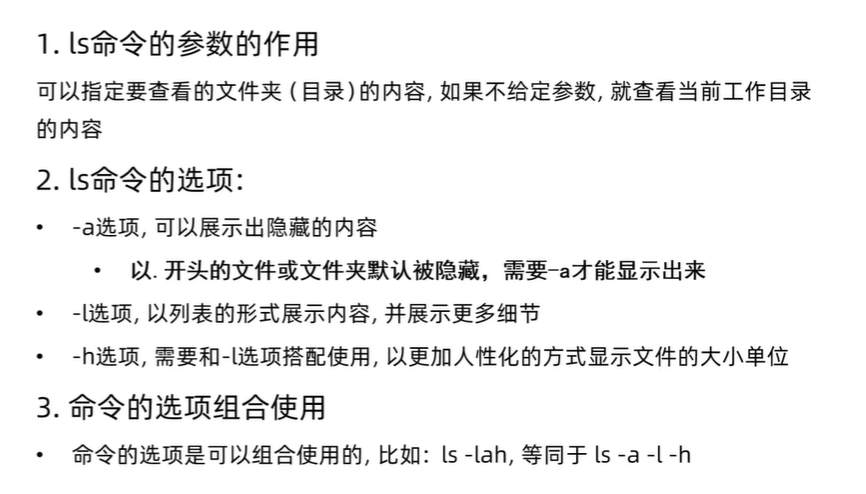 1. ls命令的参数的作用
可以指定要查看的文件夹（目录）的内容, 如果不给定参数, 就查看当前工作目录
的内容
2. ls命令的选项:
• -a选项, 可以展示出隐藏的内容
• 以. 开头的文件或文件夹默认被隐藏，需要-a才能显示出来
• -l选项, 以列表的形式展示内容, 并展示更多细节
• -h选项, 需要和-l选项搭配使用, 以更加人性化的方式显示文件的大小单位
3. 命令的选项组合使用
• 命令的选项是可以组合使用的, 比如: ls -lah, 等同于 ls -a -l -h